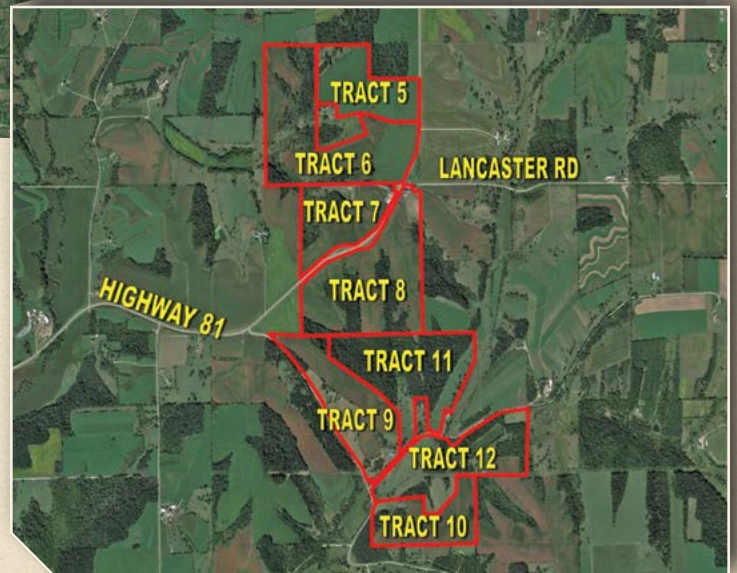 TRACT 5
TRACT 6
LANCASTER RD
TRACT 7
TRACT 8
HIGHWAY 81
TRACT 11
TRACT 9
TRACT 12
TRACT 10